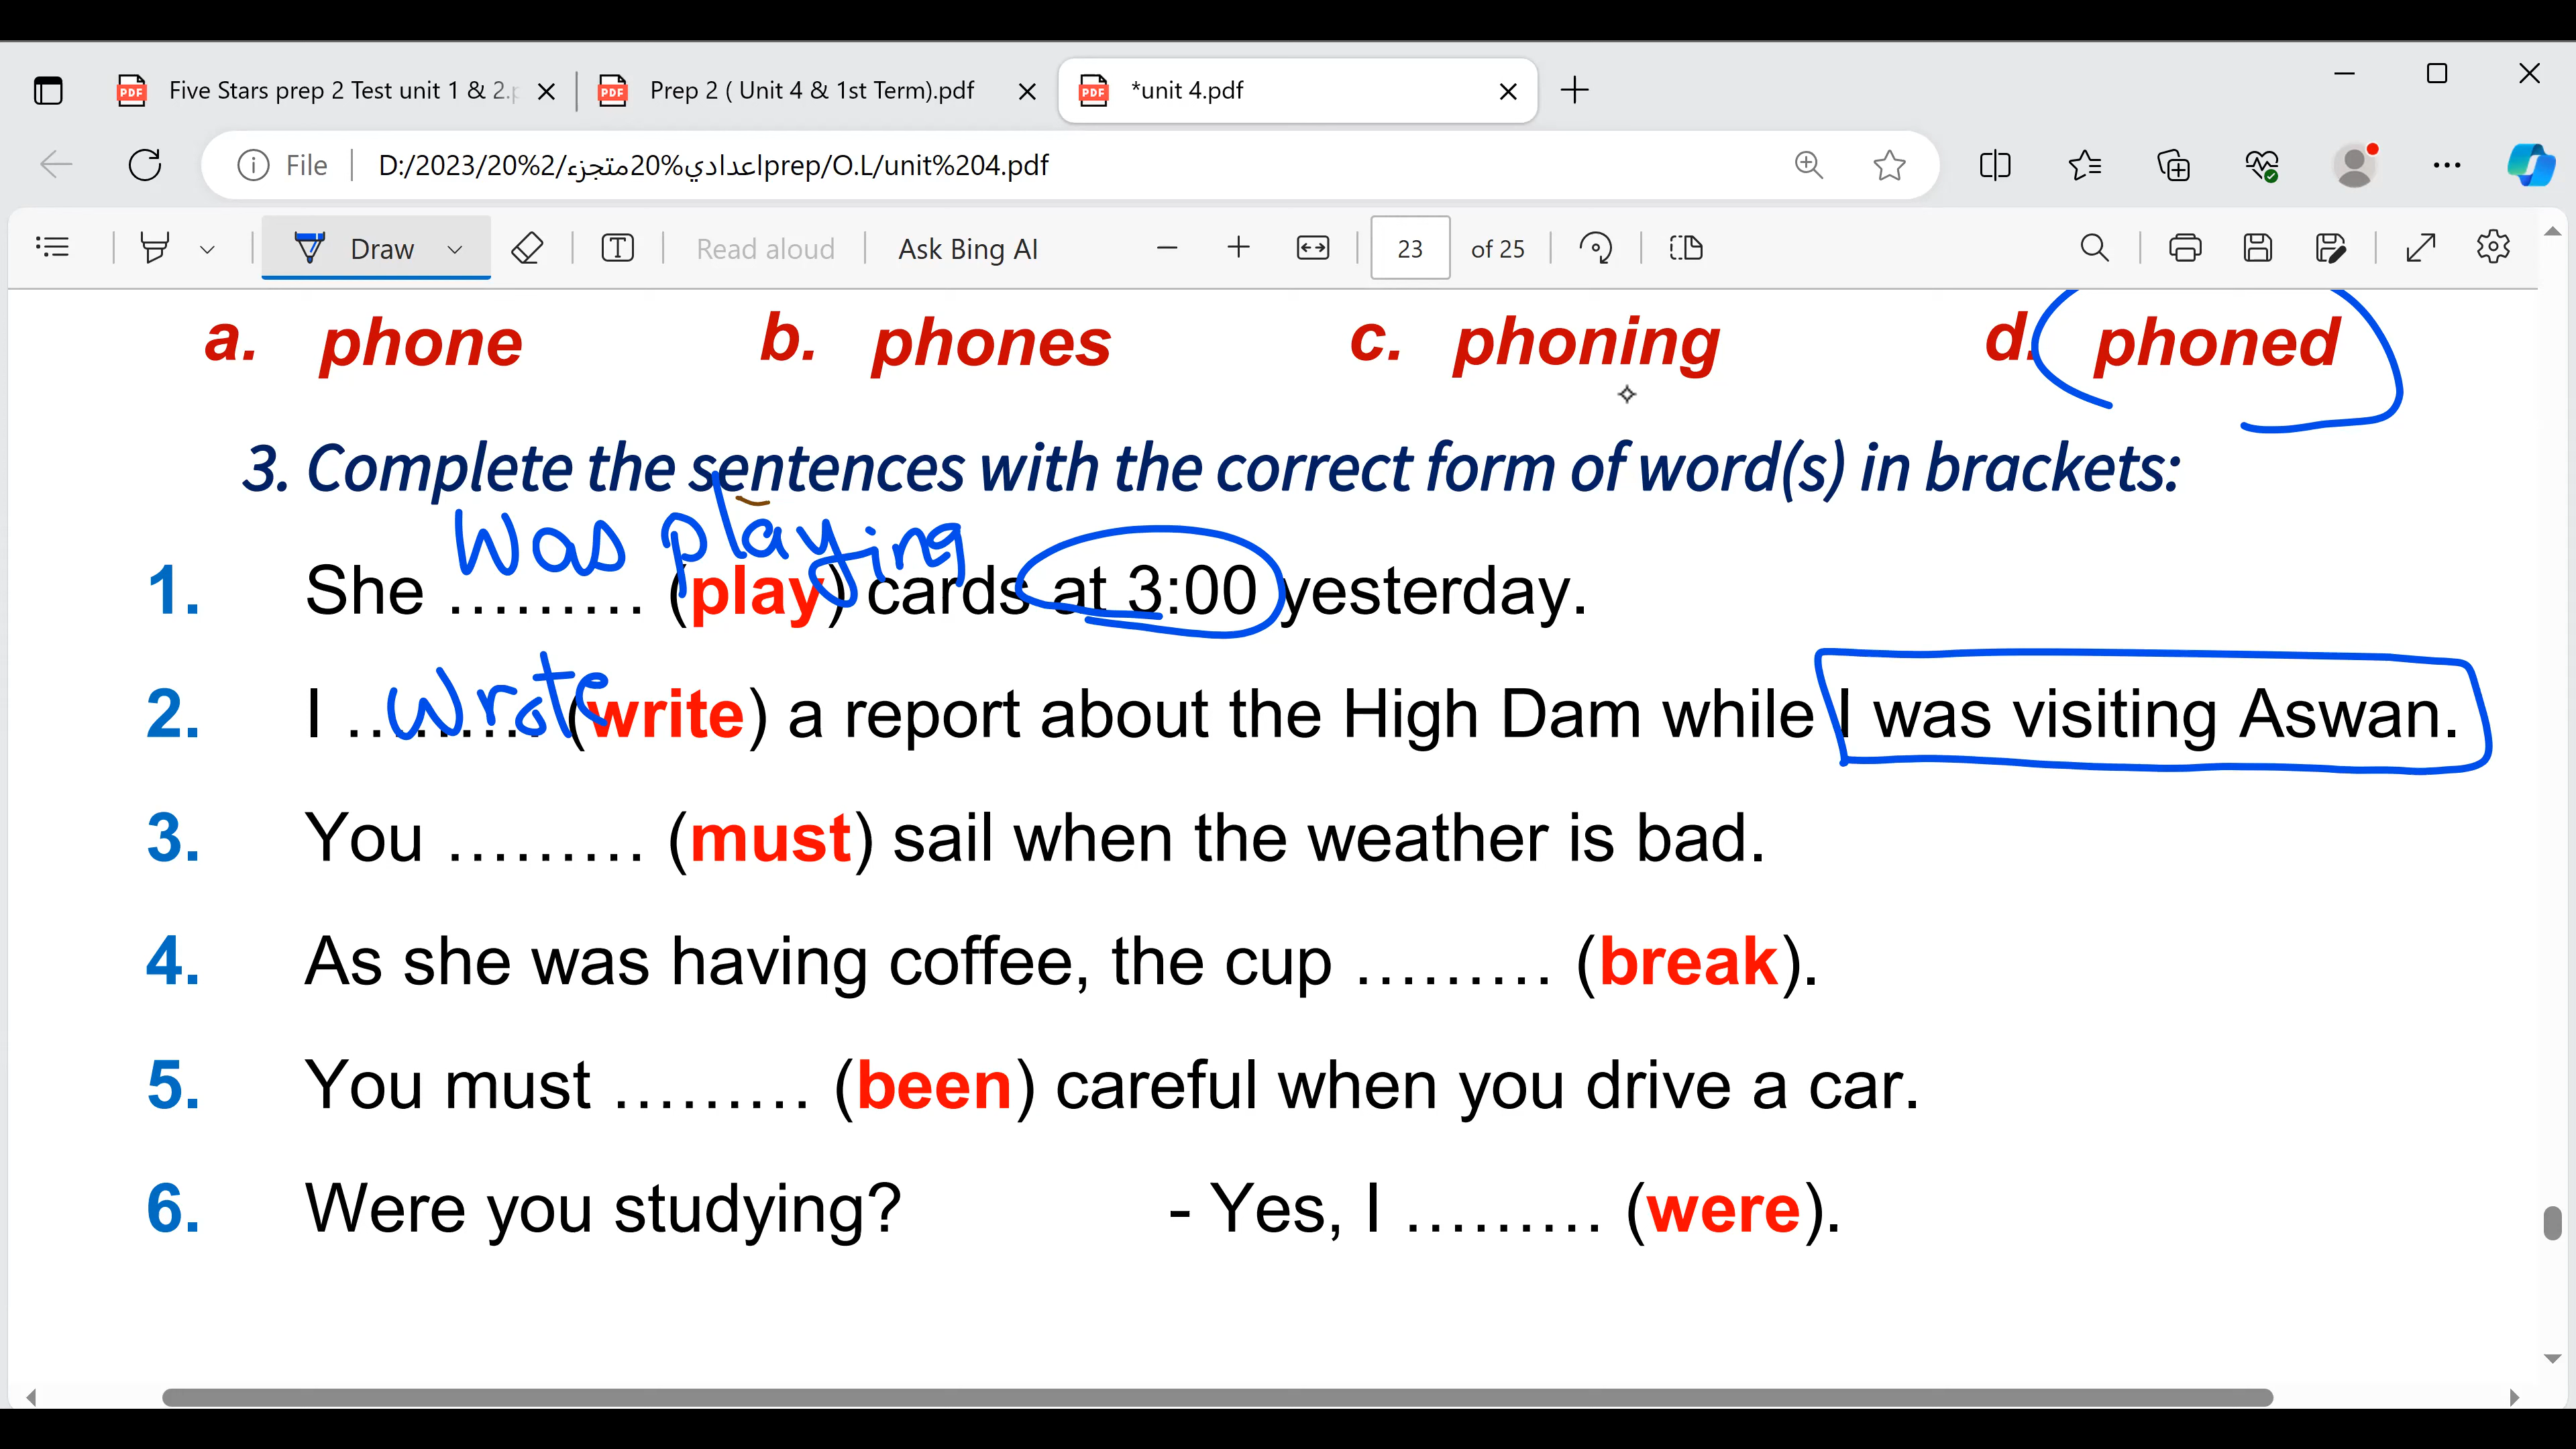 Five Stars prep 2 Test unit 1 & 2.p
Prep 2 ( Unit 4 & 1st Term).pdf
*unit 4.pdf
File D:/2023/20%2/اعدادي%20متجزءprep/O.L/unit%204.pdf
Draw Read aloud Ask Bing AI 23 of 25
a. phone b. phones c. phoning d. phoned
3. Complete the sentences with the correct form of word(s) in brackets:
was playing
1. She ……… (play) cards at 3:00 yesterday.
wrote
2. I ……… (write) a report about the High Dam while I was visiting Aswan.
3. You ……… (must) sail when the weather is bad.
4. As she was having coffee, the cup ……… (break).
5. You must ……… (been) careful when you drive a car.
6. Were you studying? - Yes, I ……… (were).